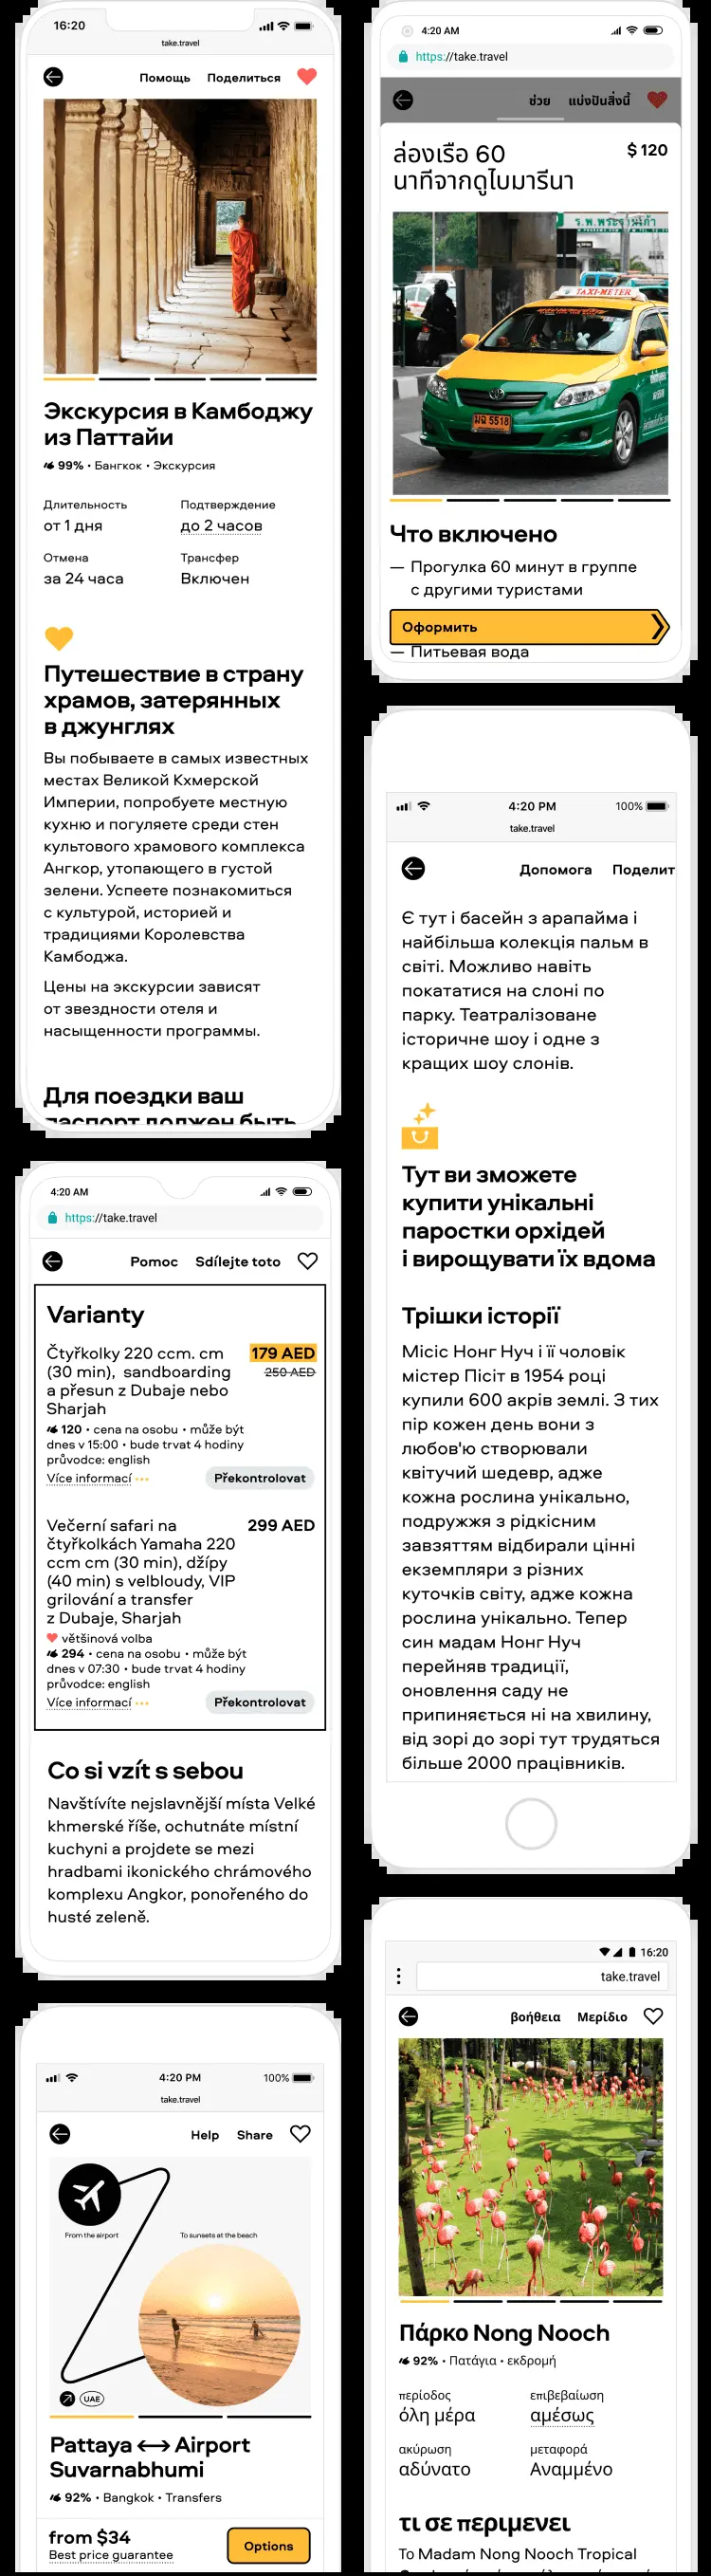 16:20
take.travel
Помощь Поделиться
Экскурсия в Камбоджу
из Паттайи
99% • Бангкок • Экскурсия
Длительность Подтверждение
от 1 дня до 2 часов
Отмена Трансфер
за 24 часа Включен
Путешествие в страну
храмов, затерянных
в джунглях
Вы побываете в самых известных
местах Великой Кхмерской
Империи, попробуете местную
кухню и погуляете среди стен
культового храмового комплекса
Ангкор, утопающего в густой
зелени. Успеете познакомиться
с культурой, историей и
традициями Королевства
Камбоджа.
Цены на экскурсии зависят
от звездности отеля и
насыщенности программы.
Для поездки ваш
паспорт должен быть
4:20 AM
https://take.travel
Pomoc Sdílejte toto
Varianty
Čtyřkolky 220 ccm. cm 179 AED
(30 min), sandboarding 250 AED
a přesun z Dubaje nebo
Sharjah
120 • cena na osobu • může být
dnes v 15:00 • bude trvat 4 hodiny
průvodce: english
Více informací ••• Překontrolovat
Večerní safari na 299 AED
čtyřkolkách Yamaha 220
ccm cm (30 min), džípy
(40 min) s velbloudy, VIP
grilování a transfer
z Dubaje, Sharjah
většinová volba
294 • cena na osobu • může být
dnes v 07:30 • bude trvat 4 hodiny
průvodce: english
Více informací ••• Překontrolovat
Co si vzít s sebou
Navštívíte nejslavnější místa Velké
khmerské říše, ochutnáte místní
kuchyni a projdete se mezi
hradbami ikonického chrámového
komplexu Angkor, ponořeného do
husté zeleně.
4:20 PM 100%
take.travel
Help Share
From the airport To sunsets at the beach
UAE
Pattaya ⟷ Airport
Suvarnabhumi
92% • Bangkok • Transfers
from $34
Best price guarantee
Options
4:20 AM
https://take.travel
ช่วย แบ่งปันสิ่งนี้
ล่องเรือ 60 $ 120
นาทีจากดูไบมารีนา
TAXI-METER
5518
Что включено
— Прогулка 60 минут в группе
с другими туристами
Оформить
— Питьевая вода
4:20 PM 100%
take.travel
Допомога Поделит
Є тут і басейн з арапайма і
найбільша колекція пальм в
світі. Можливо навіть
покататися на слоні по
парку. Театралізоване
історичне шоу і одне з
кращих шоу слонів.
Тут ви зможете
купити унікальні
паростки орхідей
і вирощувати їх вдома
Трішки історії
Місіс Нонг Нуч і її чоловік
містер Пісіт в 1954 році
купили 600 акрів землі. З тих
пір кожен день вони з
любов'ю створювали
квітучий шедевр, адже
кожна рослина унікально,
подружжя з рідкісним
завзяттям відбирали цінні
екземпляри з різних
куточків світу, адже кожна
рослина унікально. Тепер
син мадам Нонг Нуч
перейняв традиції,
оновлення саду не
припиняється ні на хвилину,
від зорі до зорі тут трудяться
більше 2000 працівників.
16:20
take.travel
βοήθεια Μερίδιο
Πάρκο Nong Nooch
92% • Πατάγια • εκδρομή
περίοδος επιβεβαίωση
όλη μέρα αμέσως
ακύρωση μεταφορά
αδύνατο Αναμμένο
τι σε περιμενει
Το Madam Nong Nooch Tropical